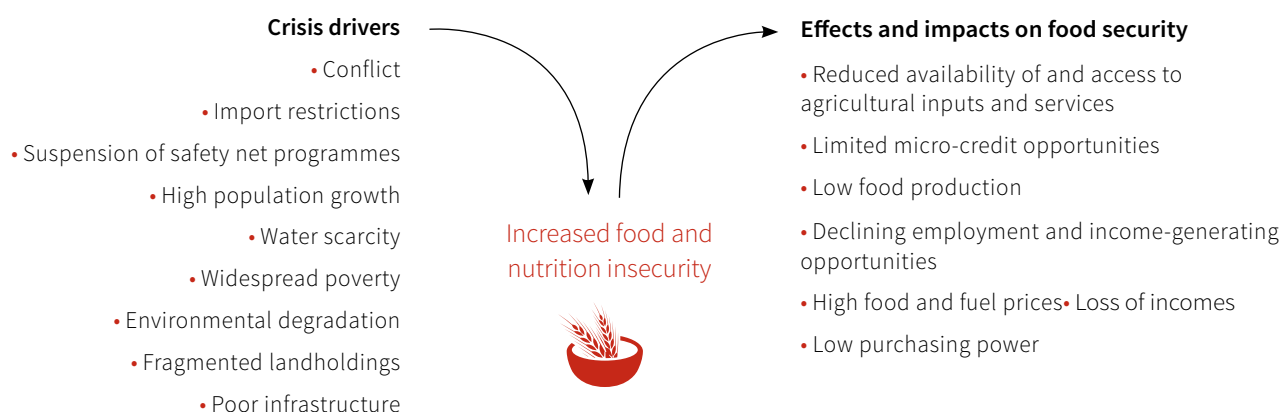 Crisis drivers
• Conflict
• Import restrictions
• Suspension of safety net programmes
• High population growth
• Water scarcity
• Widespread poverty
• Environmental degradation
• Fragmented landholdings
• Poor infrastructure
Increased food and
nutrition insecurity
Effects and impacts on food security
• Reduced availability of and access to
agricultural inputs and services
• Limited micro-credit opportunities
• Low food production
• Declining employment and income-generating
opportunities
• High food and fuel prices• Loss of incomes
• Low purchasing power